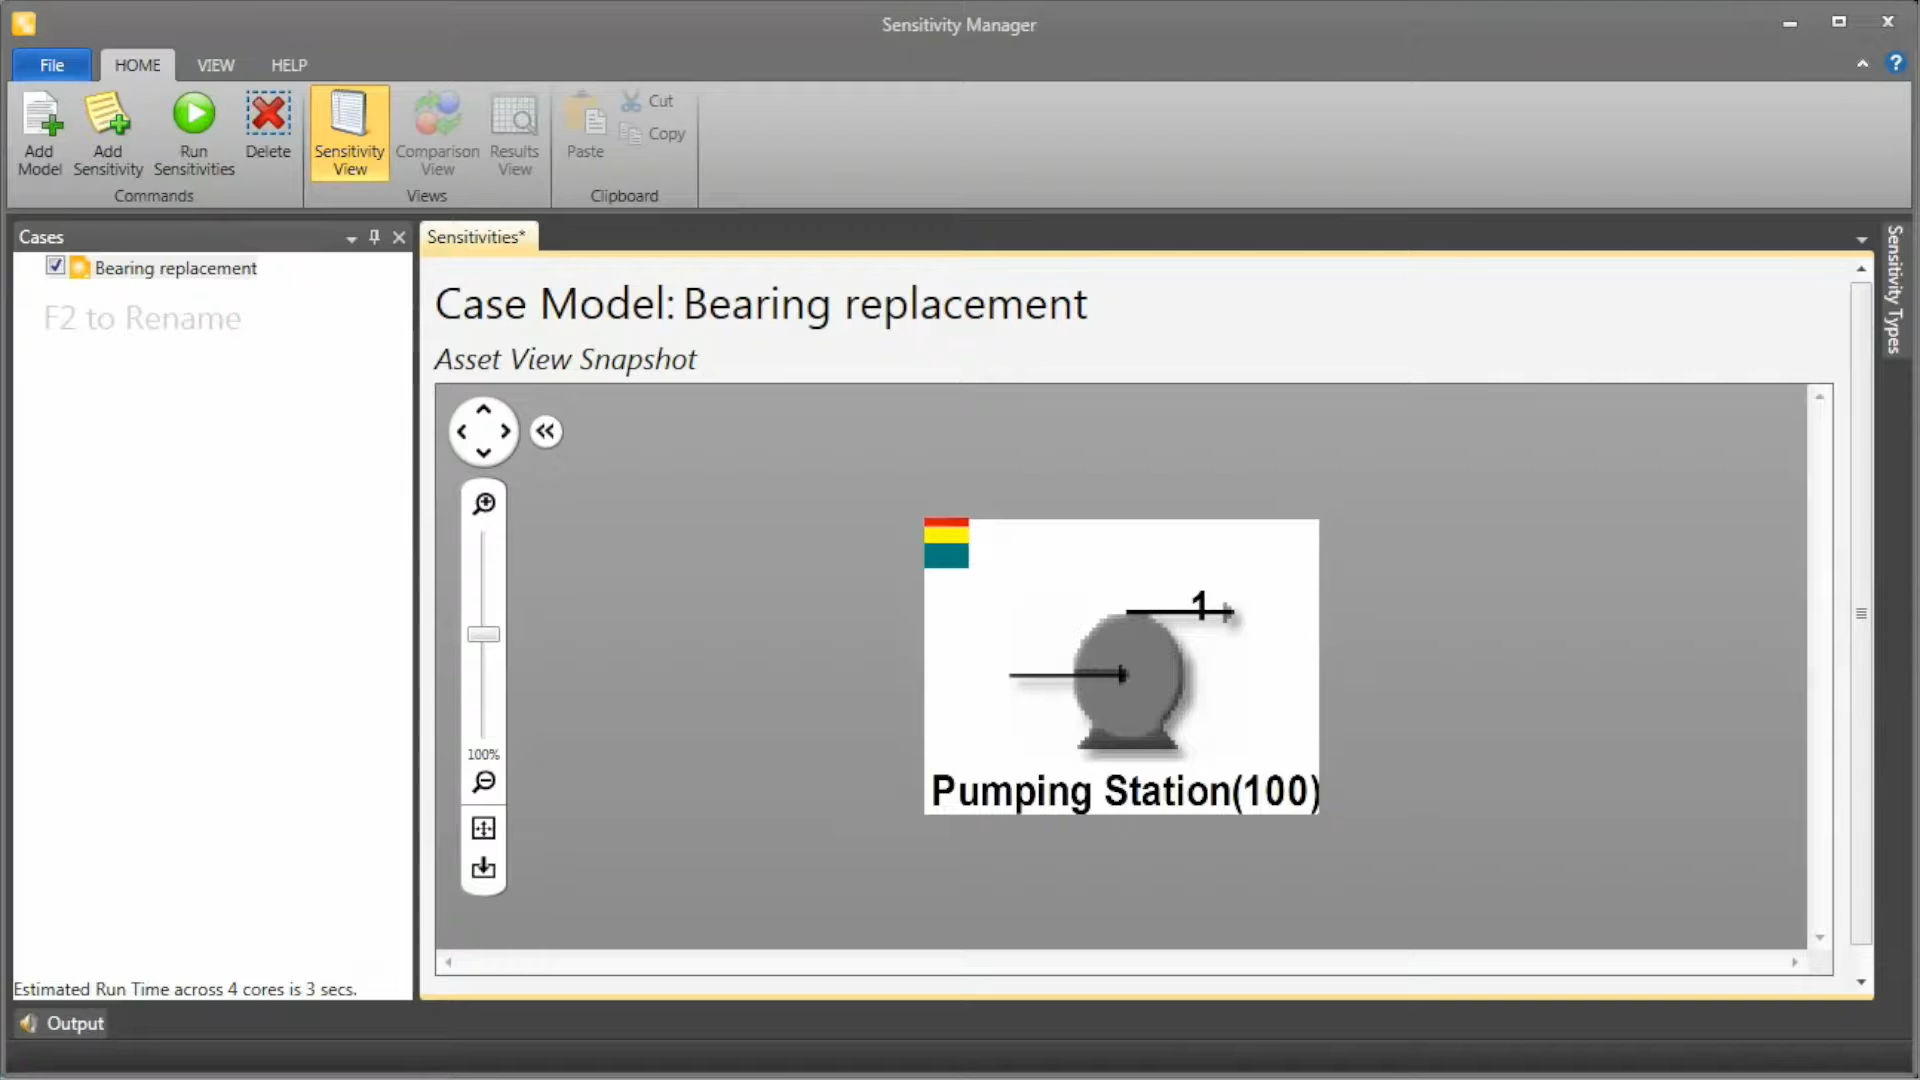 Sensitivity Manager
File HOME VIEW HELP
Add Model
Add Sensitivity
Run Sensitivities
Delete
Commands
Sensitivity View
Comparison View
Results View
Views
Paste
Cut
Copy
Clipboard
Cases
Bearing replacement
F2 to Rename
Estimated Run Time across 4 cores is 3 secs.
Sensitivities*
Case Model: Bearing replacement
Asset View Snapshot
100%
1
Pumping Station(100)
Sensitivity Types
Output